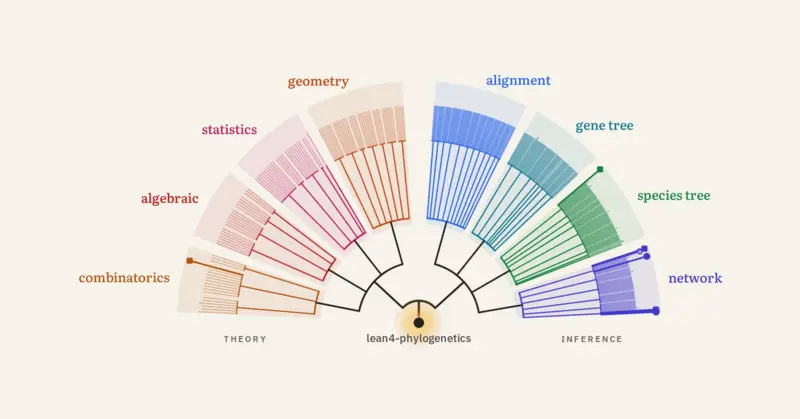 geometry
alignment
statistics
gene tree
algebraic
species tree
combinatorics
network
THEORY
lean4-phylogenetics
INFERENCE